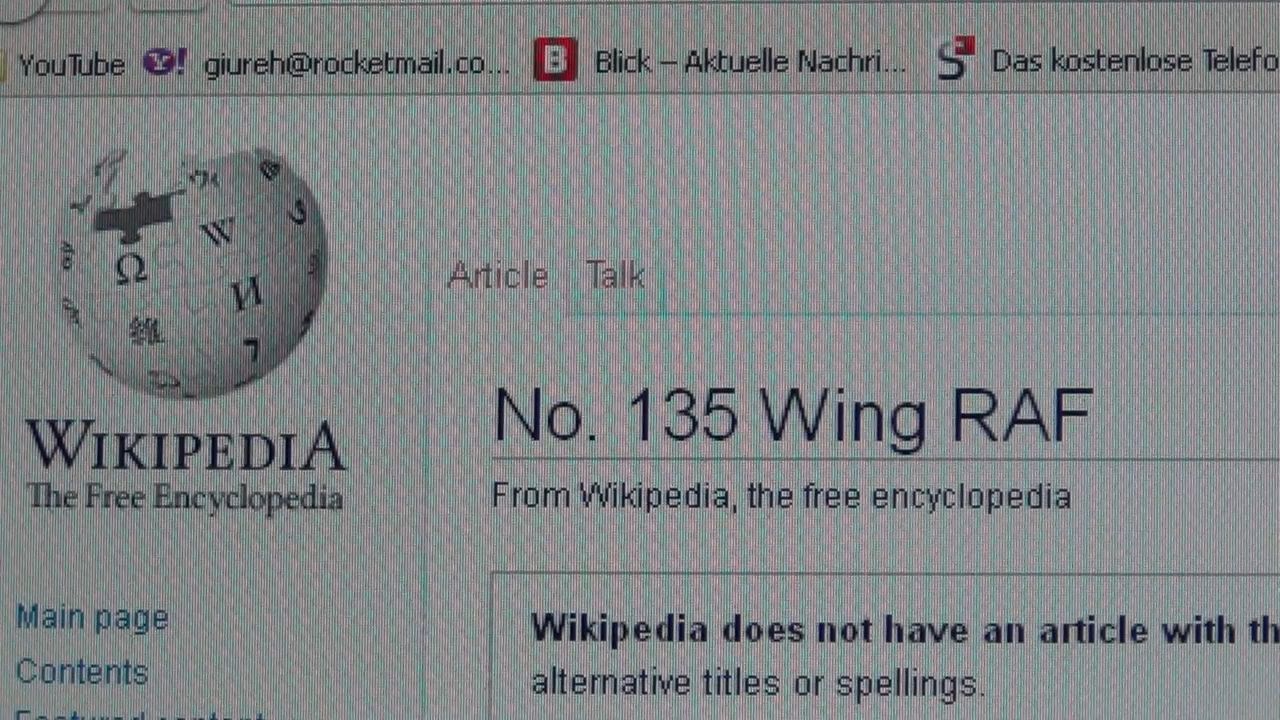 YouTube Y! giureh@rocketmail.co... B Blick – Aktuelle Nachri... S Das kostenlose Telefo
Article Talk
No. 135 Wing RAF
WIKIPEDIA
The Free Encyclopedia
From Wikipedia, the free encyclopedia
Main page
Wikipedia does not have an article with th
Contents
alternative titles or spellings.
Featured content